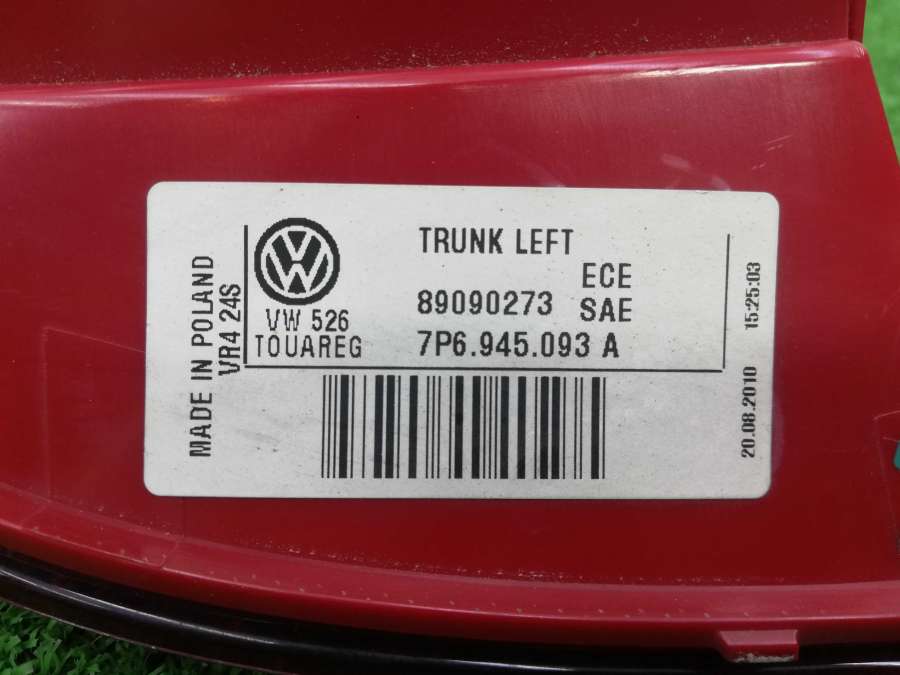 MADE IN POLAND
VR4 24S
VW 526
TOUAREG
TRUNK LEFT
ECE
89090273 SAE
7P6.945.093 A
20.08.2010 15:25:03